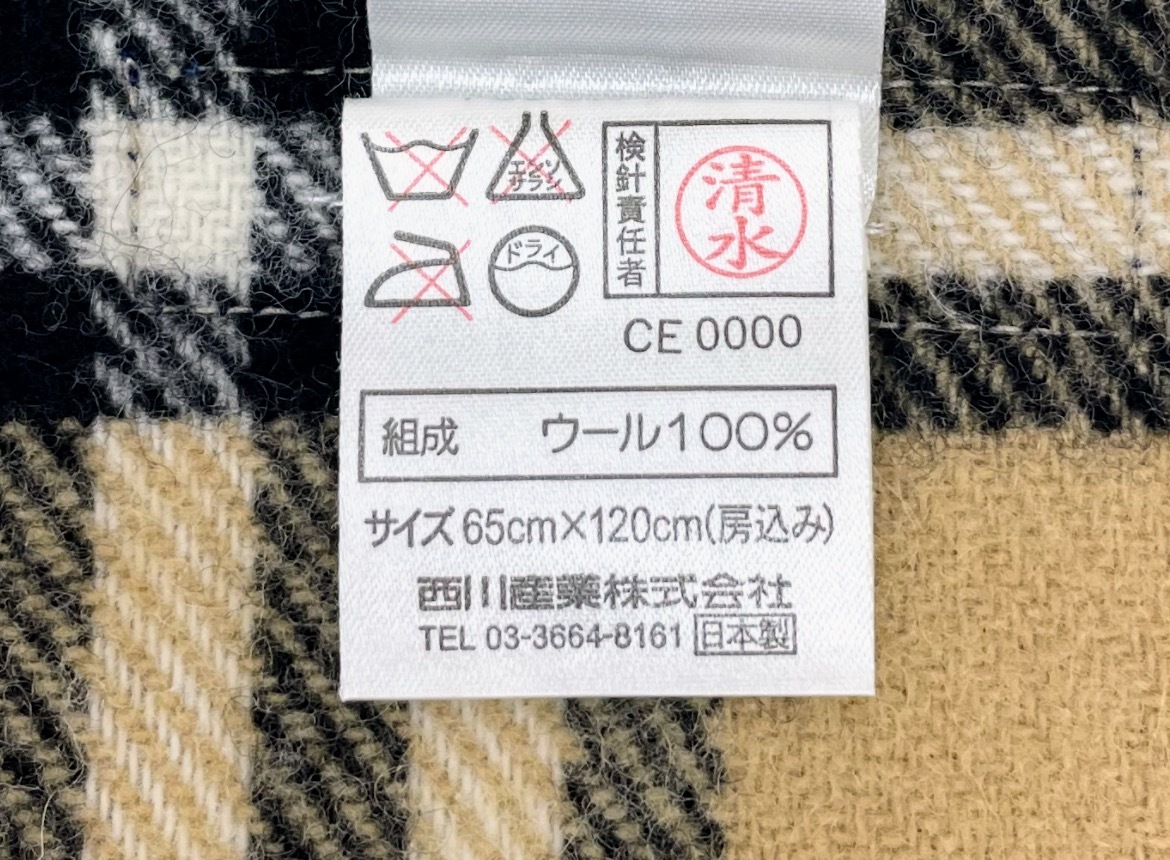 エンソ
サラシ
ドライ
検針責任者
清水
CE 0000
組成 ウール100%
サイズ 65cm×120cm(房込み)
西川産業株式会社
TEL 03-3664-8161 日本製